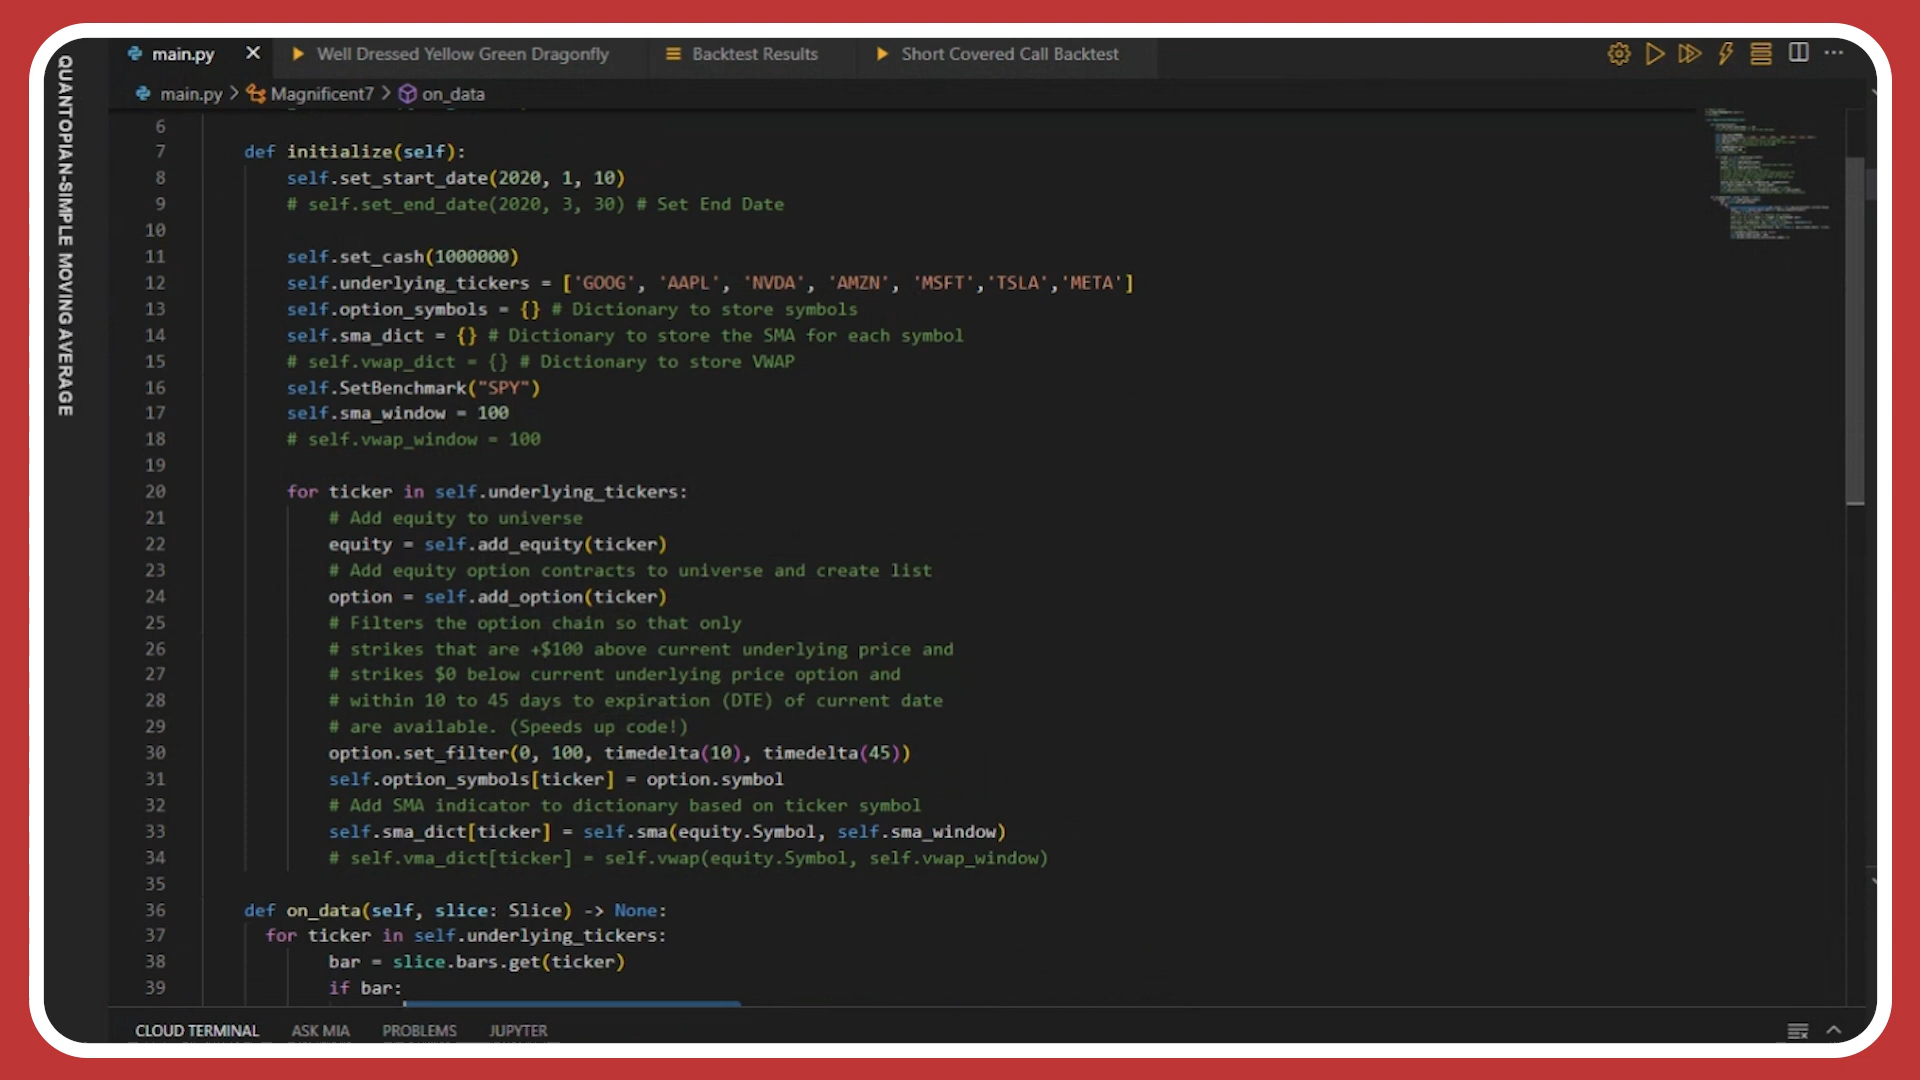 QUANTOPIAN-SIMPLE MOVING AVERAGE
main.py
Well Dressed Yellow Green Dragonfly
Backtest Results
Short Covered Call Backtest
main.py > Magnificent7 > on_data
6
7 def initialize(self):
8 self.set_start_date(2020, 1, 10)
9 # self.set_end_date(2020, 3, 30) # Set End Date
10
11 self.set_cash(1000000)
12 self.underlying_tickers = ['GOOG', 'AAPL', 'NVDA', 'AMZN', 'MSFT','TSLA','META']
13 self.option_symbols = {} # Dictionary to store symbols
14 self.sma_dict = {} # Dictionary to store the SMA for each symbol
15 # self.vwap_dict = {} # Dictionary to store VWAP
16 self.SetBenchmark("SPY")
17 self.sma_window = 100
18 # self.vwap_window = 100
19
20 for ticker in self.underlying_tickers:
21 # Add equity to universe
22 equity = self.add_equity(ticker)
23 # Add equity option contracts to universe and create list
24 option = self.add_option(ticker)
25 # Filters the option chain so that only
26 # strikes that are +$100 above current underlying price and
27 # strikes $0 below current underlying price option and
28 # within 10 to 45 days to expiration (DTE) of current date
29 # are available. (Speeds up code!)
30 option.set_filter(0, 100, timedelta(10), timedelta(45))
31 self.option_symbols[ticker] = option.symbol
32 # Add SMA indicator to dictionary based on ticker symbol
33 self.sma_dict[ticker] = self.sma(equity.Symbol, self.sma_window)
34 # self.vma_dict[ticker] = self.vwap(equity.Symbol, self.vwap_window)
35
36 def on_data(self, slice: Slice) -> None:
37 for ticker in self.underlying_tickers:
38 bar = slice.bars.get(ticker)
39 if bar:
CLOUD TERMINAL
ASK MIA
PROBLEMS
JUPYTER